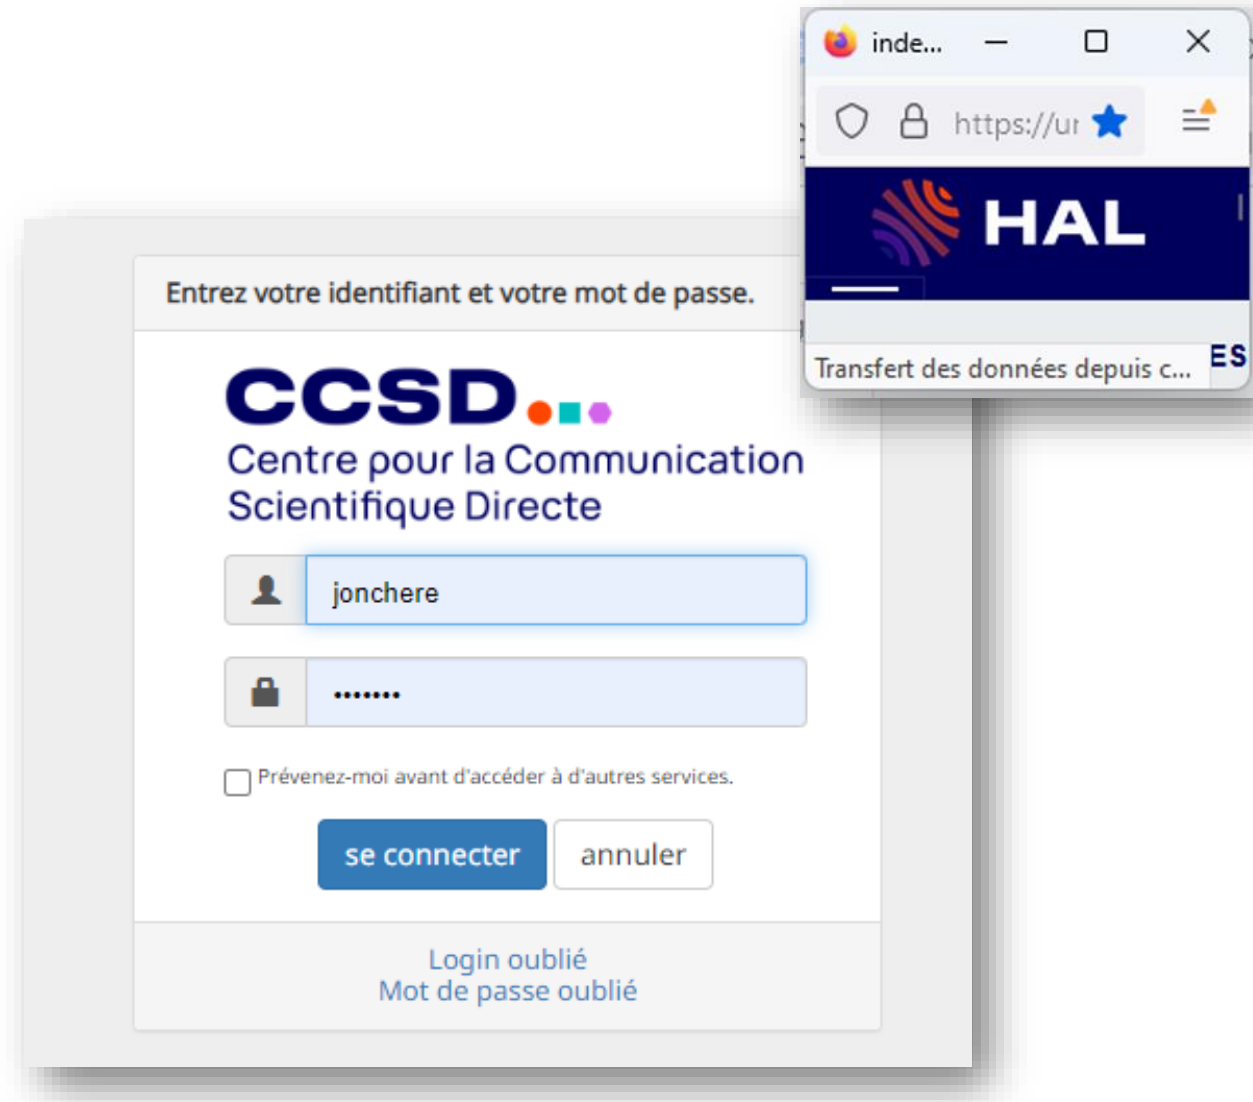 inde...
https://ur
HAL
Transfert des données depuis c...
ES
Entrez votre identifiant et votre mot de passe.
CCSD
Centre pour la Communication
Scientifique Directe
jonchere
•••••••
Prévenez-moi avant d'accéder à d'autres services.
se connecter
annuler
Login oublié
Mot de passe oublié